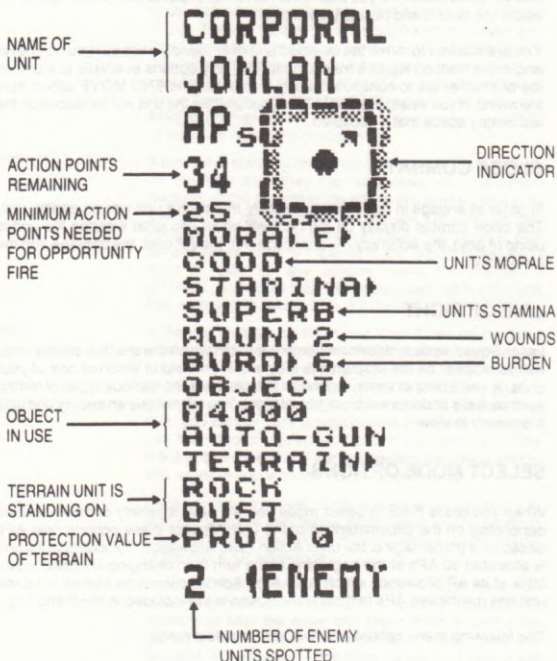 NAME OF
UNIT
CORPORAL
JONLAN
AP SL
ACTION POINTS
REMAINING
34
DIRECTION
INDICATOR
MINIMUM ACTION
POINTS NEEDED
FOR OPPORTUNITY
FIRE
25
MORALE▶
GOOD
UNIT'S MORALE
STAMINA▶
SUPERB
UNIT'S STAMINA
WOUN▶ 2
WOUNDS
BURD▶
BURDEN
OBJECT▶
OBJECT
IN USE
M4000
AUTO GUN
TERRAIN▶
TERRAIN UNIT IS
STANDING ON
ROCK
DUST
PROTECTION VALUE
OF TERRAIN
PROT▶0
2 ENEMY
NUMBER OF ENEMY
UNITS SPOTTED